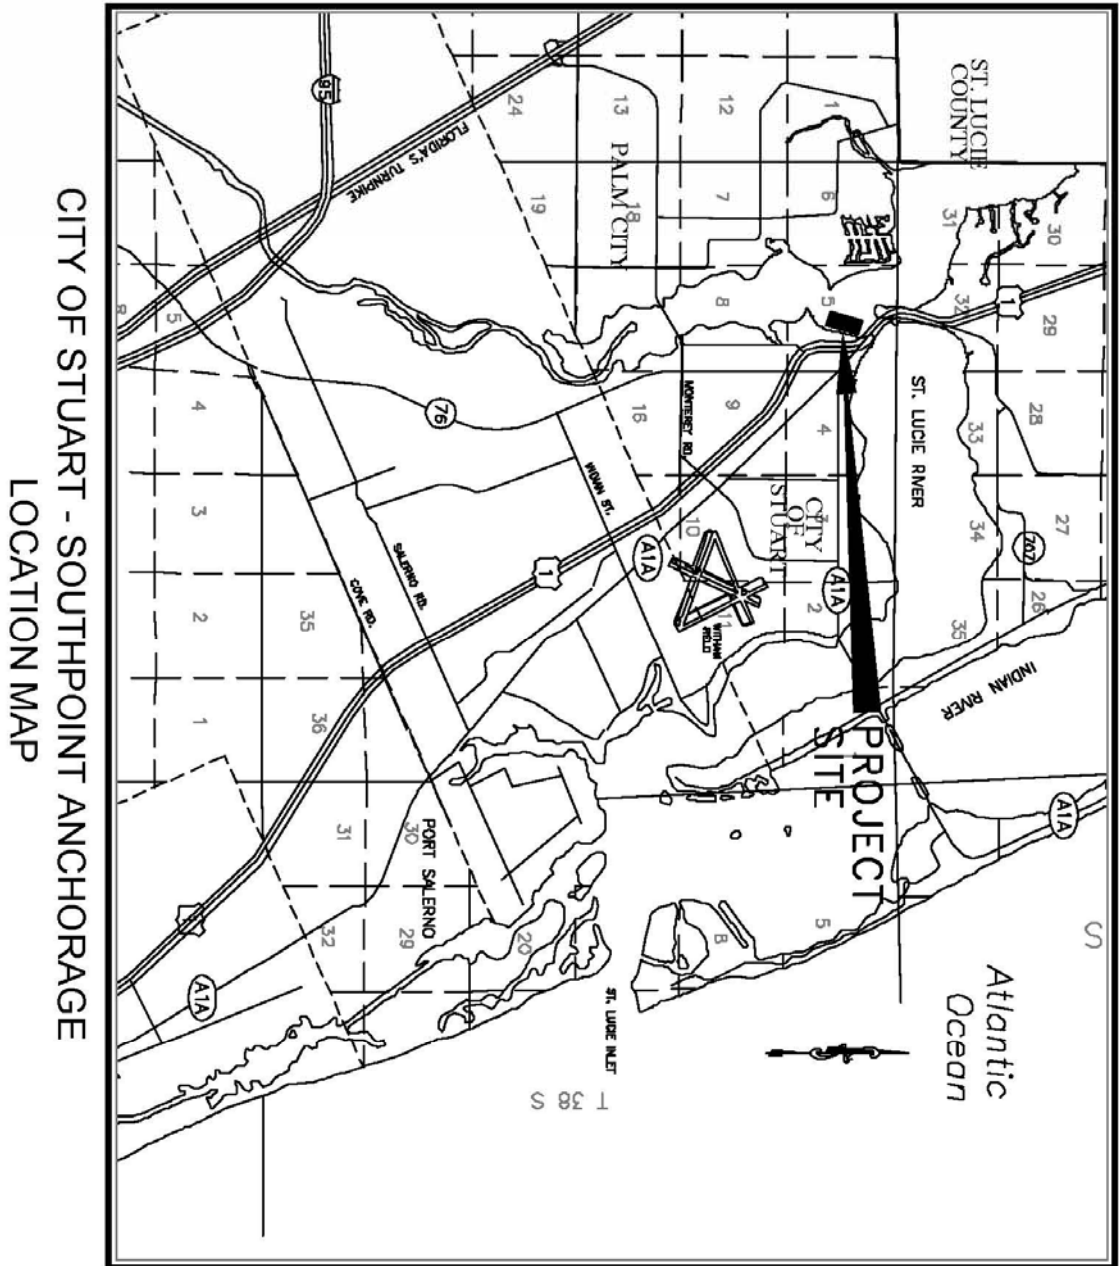 S
A1A
30
29
28
27
26
707
1
Atlantic
Ocean
INDIAN RIVER
ST. LUCIE
COUNTY
31
32
33
34
35
ST. LUCIE RIVER
PROJECT
SITE
A1A
1
6
5
4
3
2
5
CITY
OF
STUART
12
7
8
9
10
11
8
WITHAM
FIELD
MONTEREY RD.
A1A
13
18
16
PALM CITY
INDIAN ST.
ST. LUCIE INLET
T 38 S
1
24
19
20
FLORIDA'S TURNPIKE
76
PORT SALERNO
30
29
SALERNO RD.
COVE RD.
95
35
36
31
32
A1A
5
4
3
2
1
8
CITY OF STUART - SOUTHPOINT ANCHORAGE
LOCATION MAP